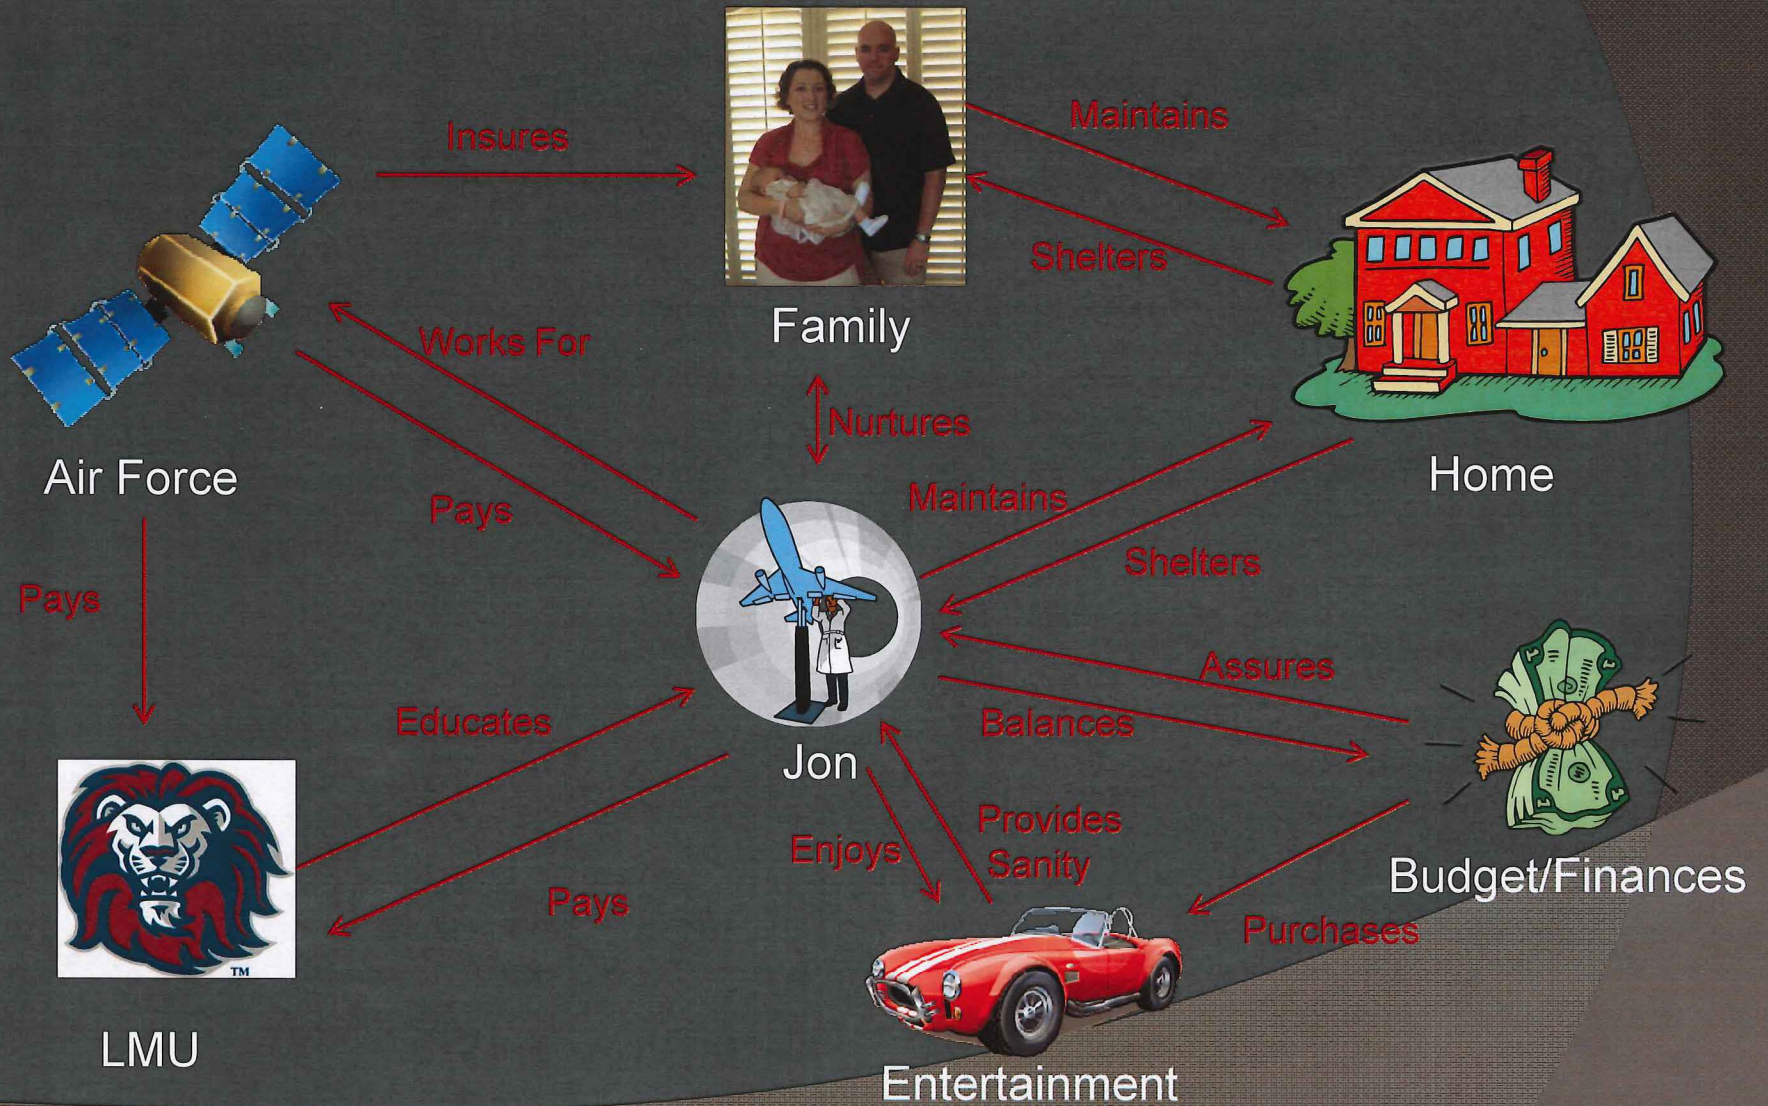 Insures
Maintains
Shelters
Family
Works For
Nurtures
Air Force
Pays
Maintains
Home
Shelters
Pays
Assures
Educates
Balances
Jon
Provides
Sanity
Enjoys
Budget/Finances
Pays
Purchases
TM
LMU
Entertainment